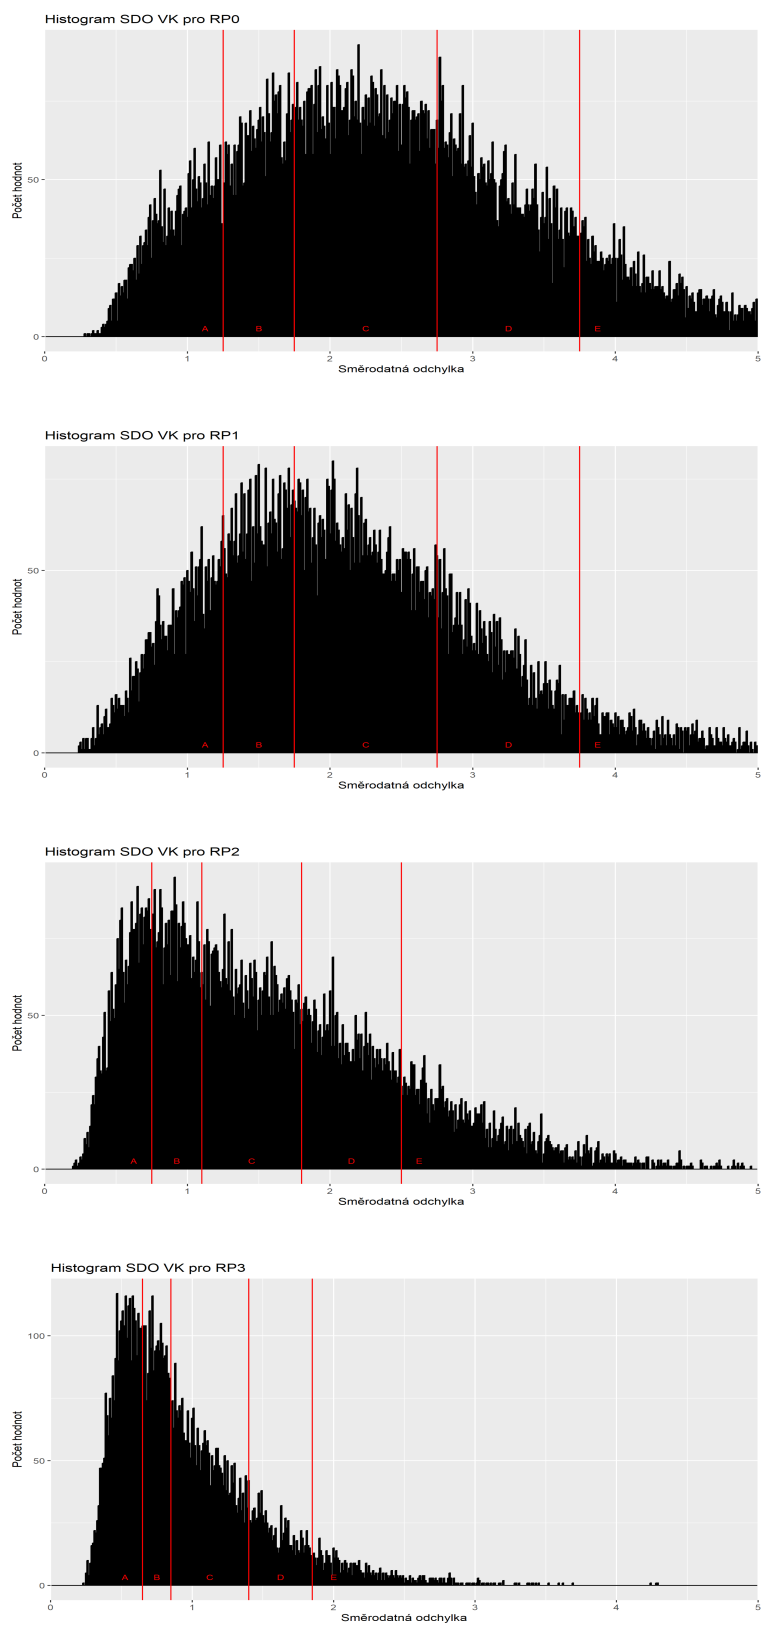 Histogram SDO VK pro RP0
Počet hodnot
50
0
A B C D E
0 1 2 3 4 5
Směrodatná odchylka
Histogram SDO VK pro RP1
Počet hodnot
50
0
A B C D E
0 1 2 3 4 5
Směrodatná odchylka
Histogram SDO VK pro RP2
Počet hodnot
50
0
A B C D E
0 1 2 3 4 5
Směrodatná odchylka
Histogram SDO VK pro RP3
Počet hodnot
100
50
0
A B C D E
0 1 2 3 4 5
Směrodatná odchylka